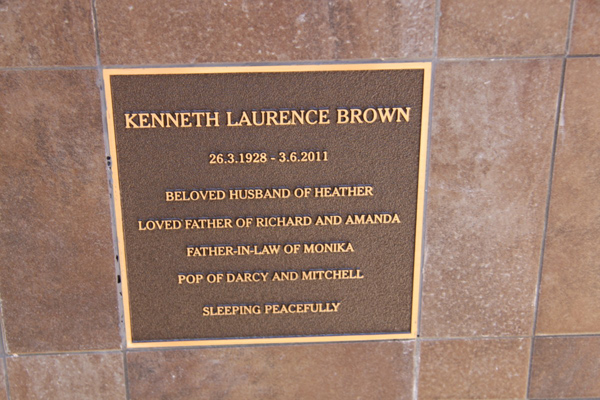 KENNETH LAURENCE BROWN
26.3.1928 - 3.6.2011
BELOVED HUSBAND OF HEATHER
LOVED FATHER OF RICHARD AND AMANDA
FATHER-IN-LAW OF MONIKA
POP OF DARCY AND MITCHELL
SLEEPING PEACEFULLY